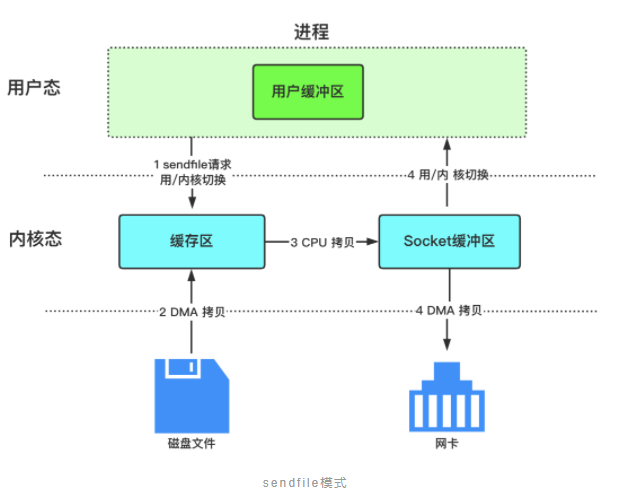 进程
用户态
用户缓冲区
1 sendfile请求
用/内核切换
4 用/内 核切换
内核态
缓存区
3 CPU 拷贝
Socket缓冲区
2 DMA 拷贝
4 DMA 拷贝
磁盘文件
网卡
sendfile模式